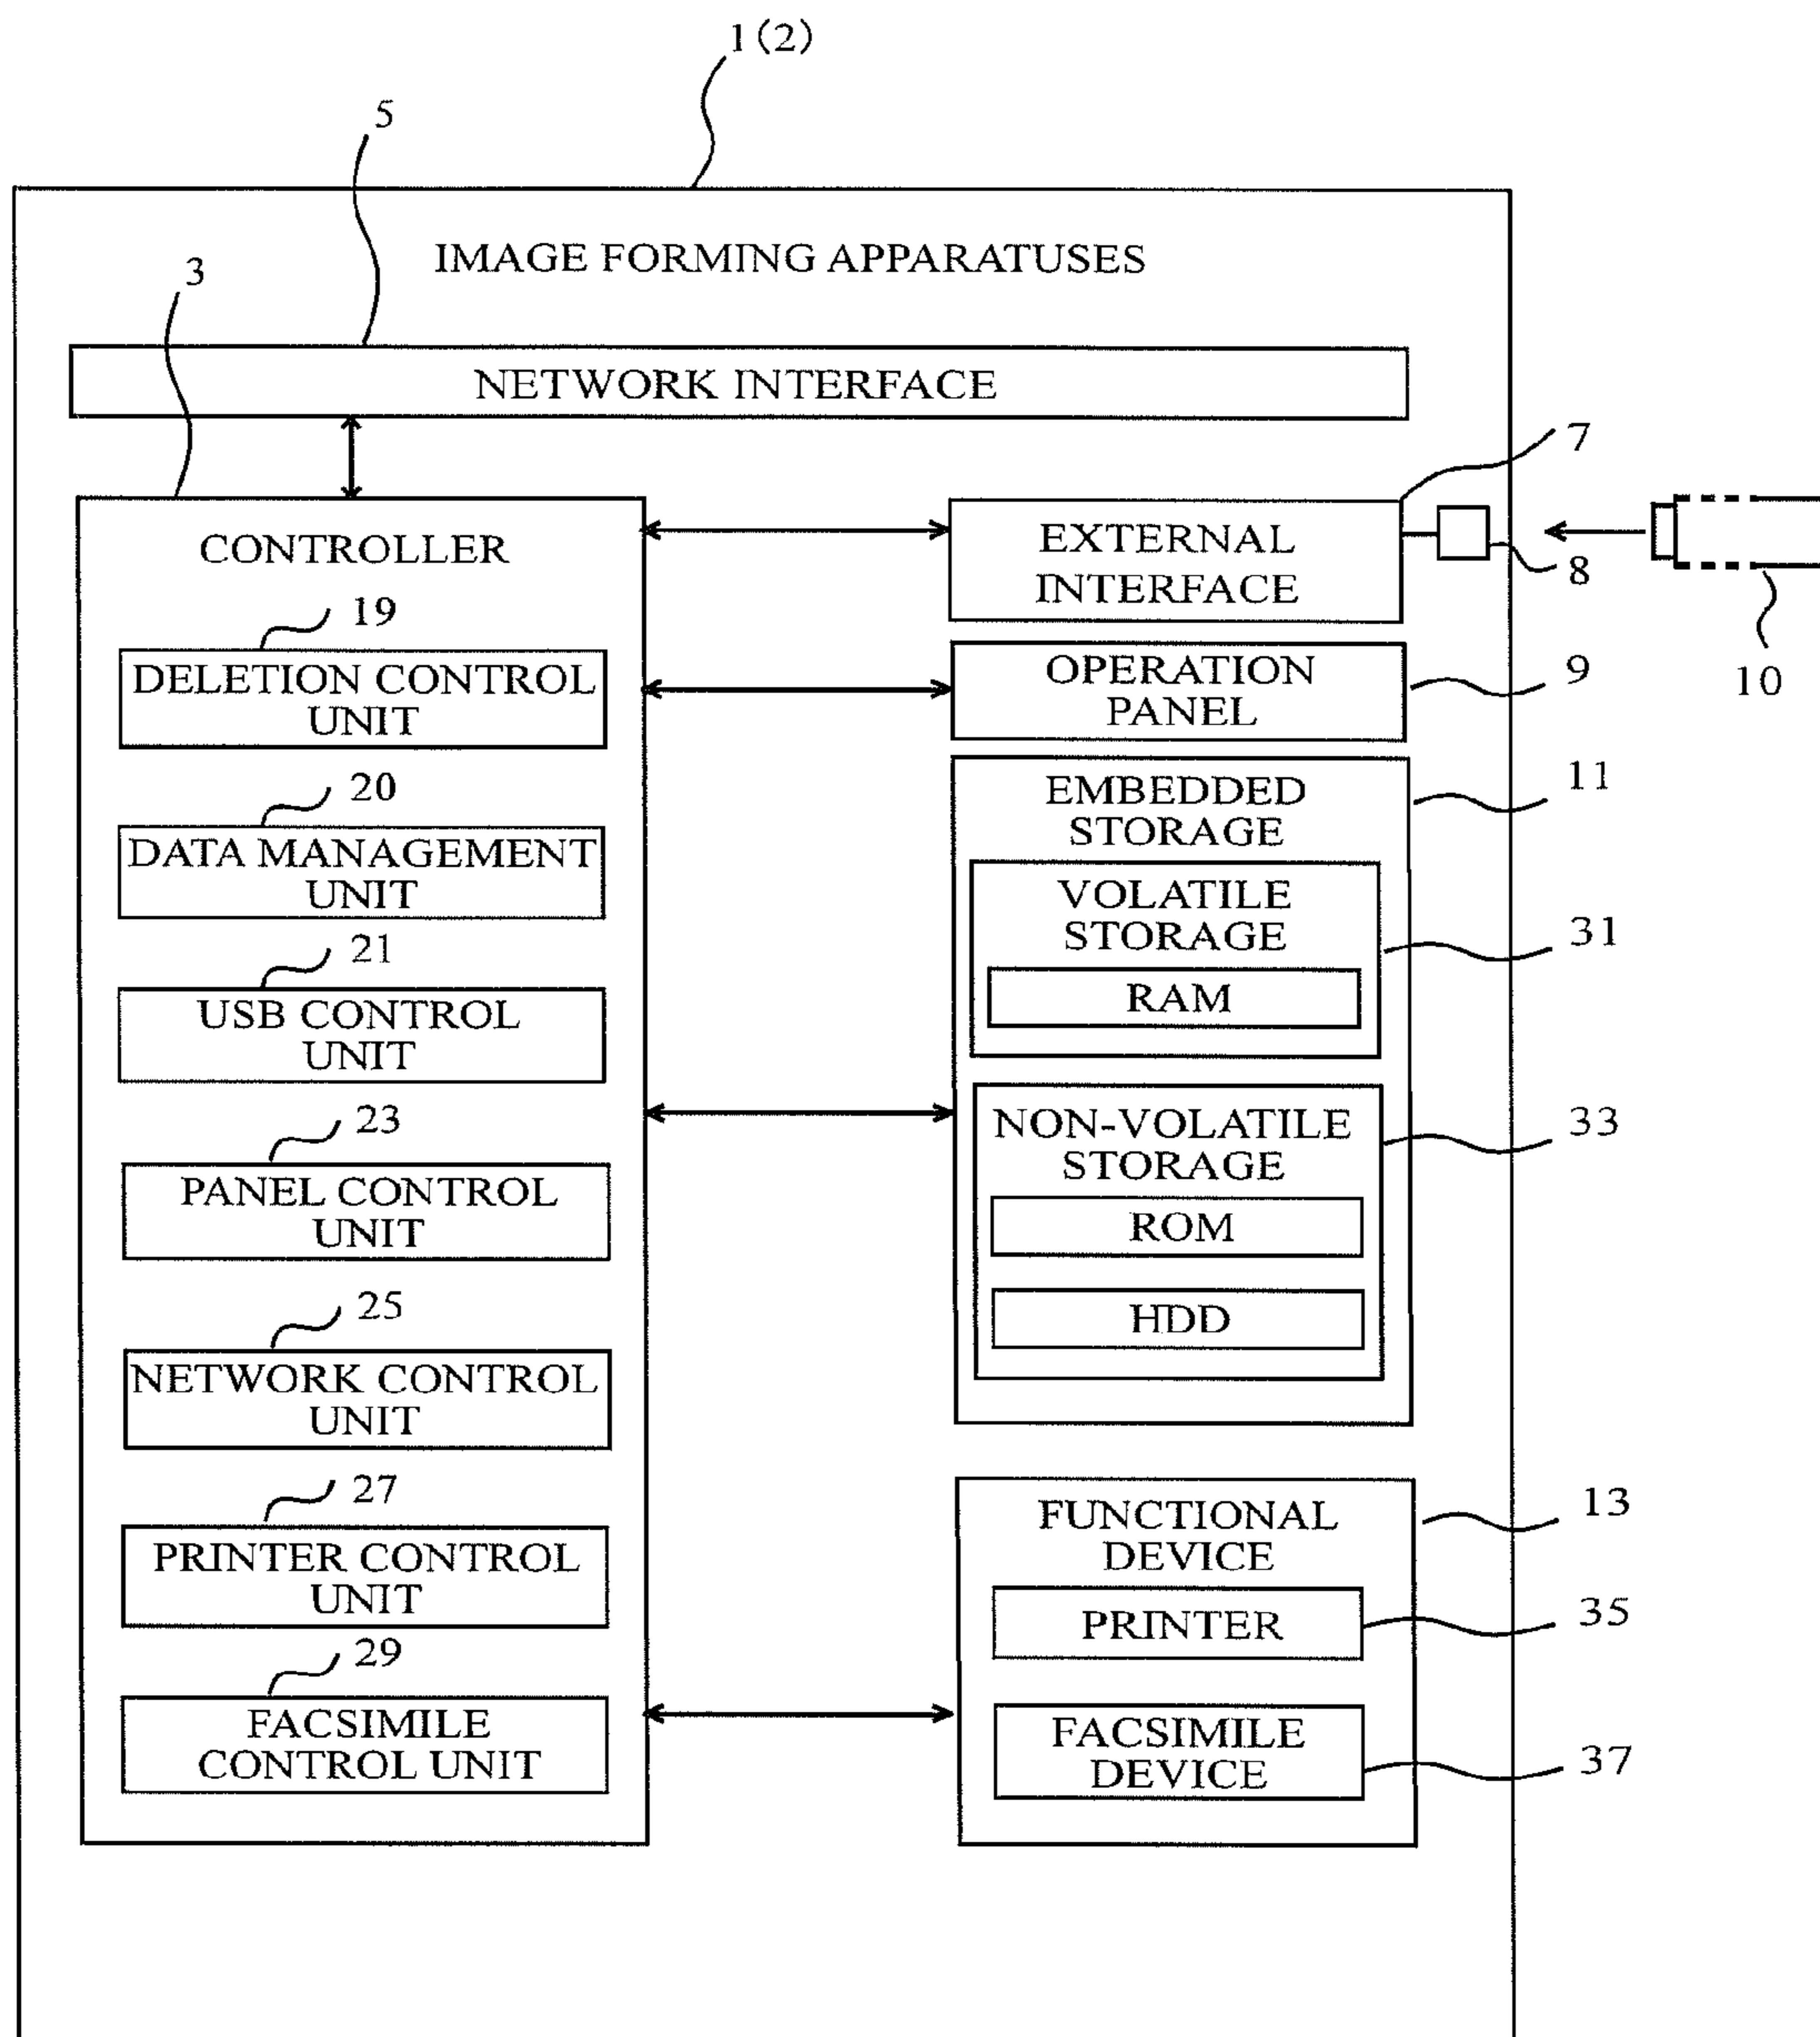 1(2)
5
IMAGE FORMING APPARATUSES
3
NETWORK INTERFACE
7
CONTROLLER
EXTERNAL
INTERFACE
8
10
19
DELETION CONTROL
UNIT
OPERATION
PANEL
9
20
DATA MANAGEMENT
UNIT
EMBEDDED
STORAGE
11
VOLATILE
STORAGE
31
RAM
21
USB CONTROL
UNIT
23
PANEL CONTROL
UNIT
NON-VOLATILE
STORAGE
33
ROM
HDD
25
NETWORK CONTROL
UNIT
27
PRINTER CONTROL
UNIT
FUNCTIONAL
DEVICE
13
PRINTER
35
29
FACSIMILE
CONTROL UNIT
FACSIMILE
DEVICE
37